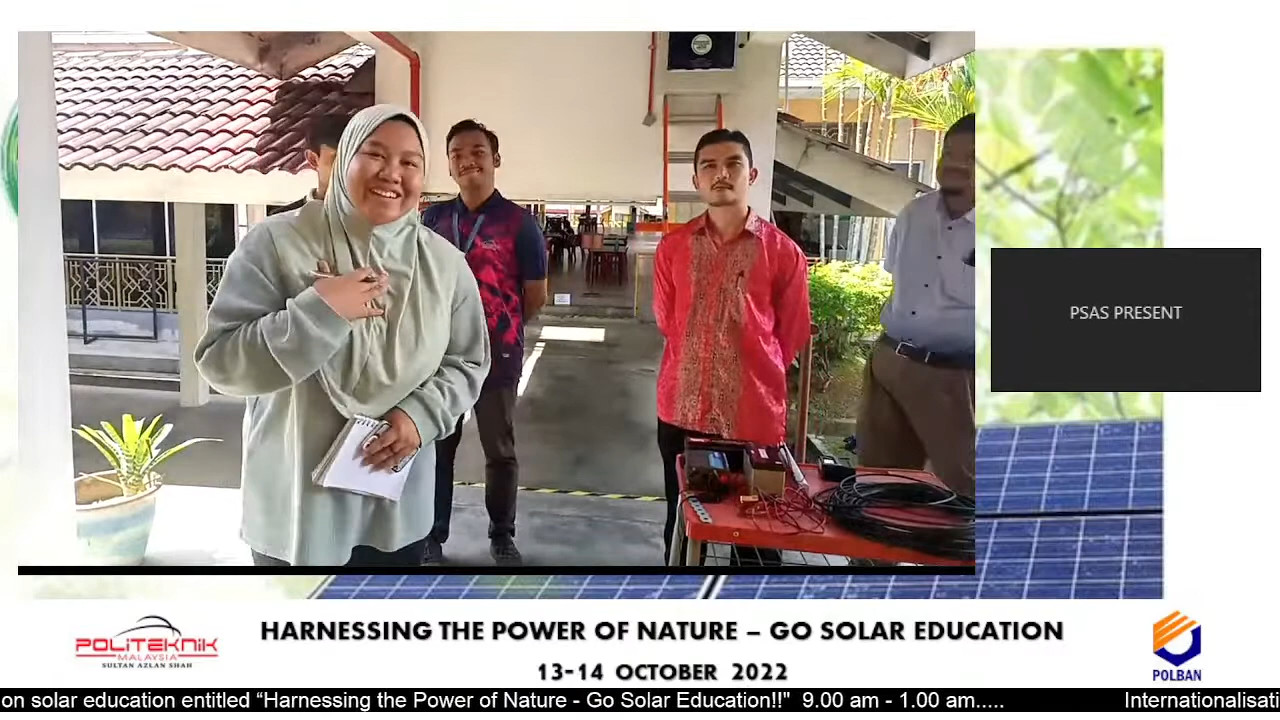 PSAS PRESENT
POLITEKNIK
MALAYSIA
SULTAN AZLAN SHAH
HARNESSING THE POWER OF NATURE – GO SOLAR EDUCATION
13-14 OCTOBER 2022
POLBAN
on solar education entitled “Harnessing the Power of Nature - Go Solar Education!!" 9.00 am - 1.00 am..... Internationalisati